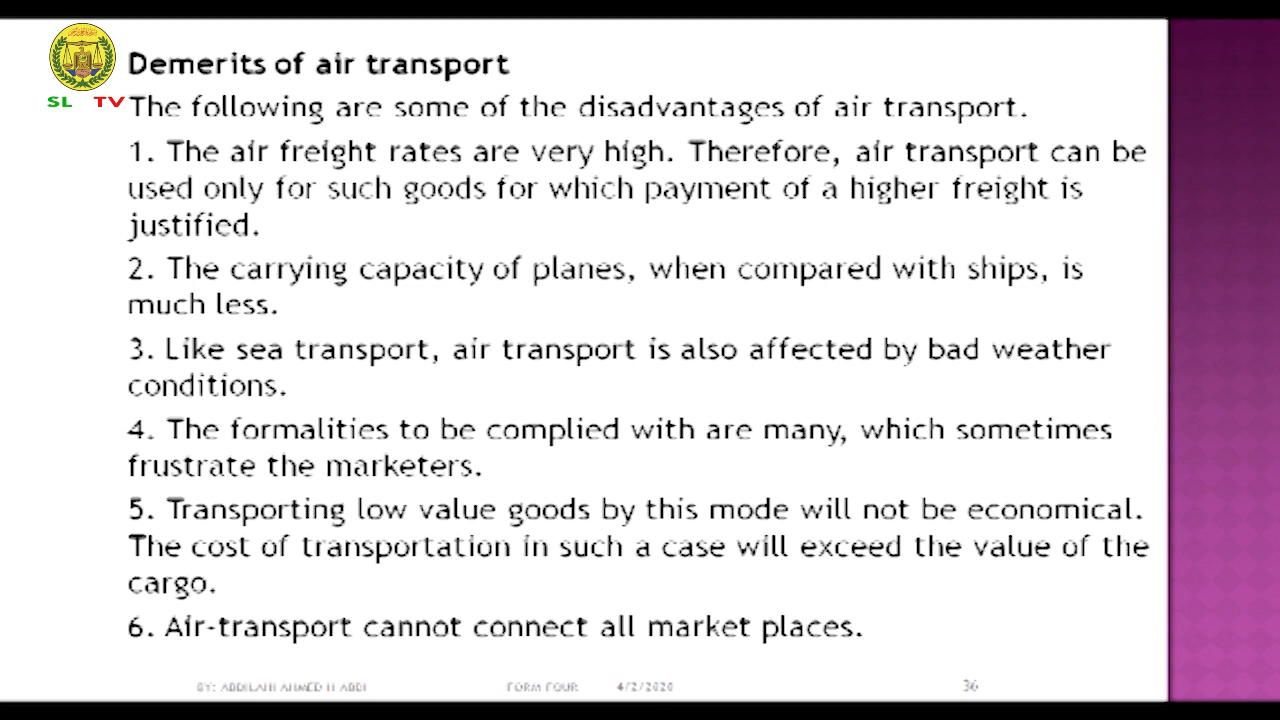 SL TV
Demerits of air transport
The following are some of the disadvantages of air transport.
1. The air freight rates are very high. Therefore, air transport can be
used only for such goods for which payment of a higher freight is
justified.
2. The carrying capacity of planes, when compared with ships, is
much less.
3. Like sea transport, air transport is also affected by bad weather
conditions.
4. The formalities to be complied with are many, which sometimes
frustrate the marketers.
5. Transporting low value goods by this mode will not be economical.
The cost of transportation in such a case will exceed the value of the
cargo.
6. Air-transport cannot connect all market places.
BY: ABDILAHI AHMED H ABDI FORM FOUR 4/2/2020 36